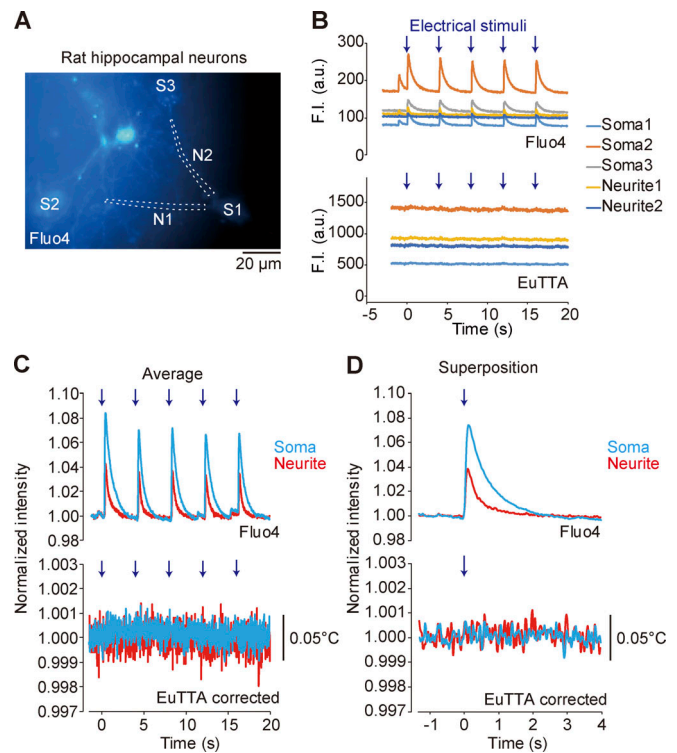 A
Rat hippocampal neurons
S3
N2
S2
N1
S1
Fluo4
20 µm
B
Electrical stimuli
300
200
100
0
F.I. (a.u.)
Fluo4
Soma1
Soma2
Soma3
Neurite1
Neurite2
1500
1000
500
0
F.I. (a.u.)
EuTTA
-5 0 5 10 15 20
Time (s)
C
Average
1.10
1.08
1.06
1.04
1.02
1.00
0.98
Soma
Neurite
Fluo4
Normalized intensity
1.003
1.002
1.001
1.000
0.999
0.998
0.997
0.05°C
EuTTA corrected
0 5 10 15 20
Time (s)
D
Superposition
1.10
1.08
1.06
1.04
1.02
1.00
0.98
Soma
Neurite
Fluo4
Normalized intensity
1.003
1.002
1.001
1.000
0.999
0.998
0.997
0.05°C
EuTTA corrected
-1 0 1 2 3 4
Time (s)